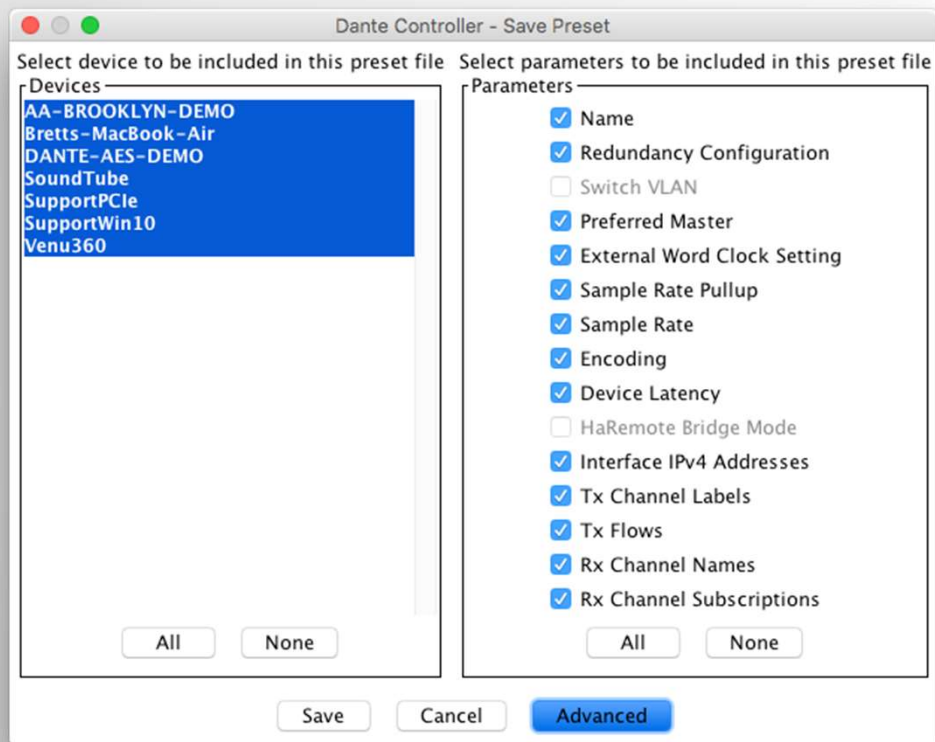 Dante Controller - Save Preset
Select device to be included in this preset file
Devices
AA-BROOKLYN-DEMO
Bretts-MacBook-Air
DANTE-AES-DEMO
SoundTube
SupportPCIe
SupportWin10
Venu360
All
None
Select parameters to be included in this preset file
Parameters
Name
Redundancy Configuration
Switch VLAN
Preferred Master
External Word Clock Setting
Sample Rate Pullup
Sample Rate
Encoding
Device Latency
HaRemote Bridge Mode
Interface IPv4 Addresses
Tx Channel Labels
Tx Flows
Rx Channel Names
Rx Channel Subscriptions
All
None
Save
Cancel
Advanced